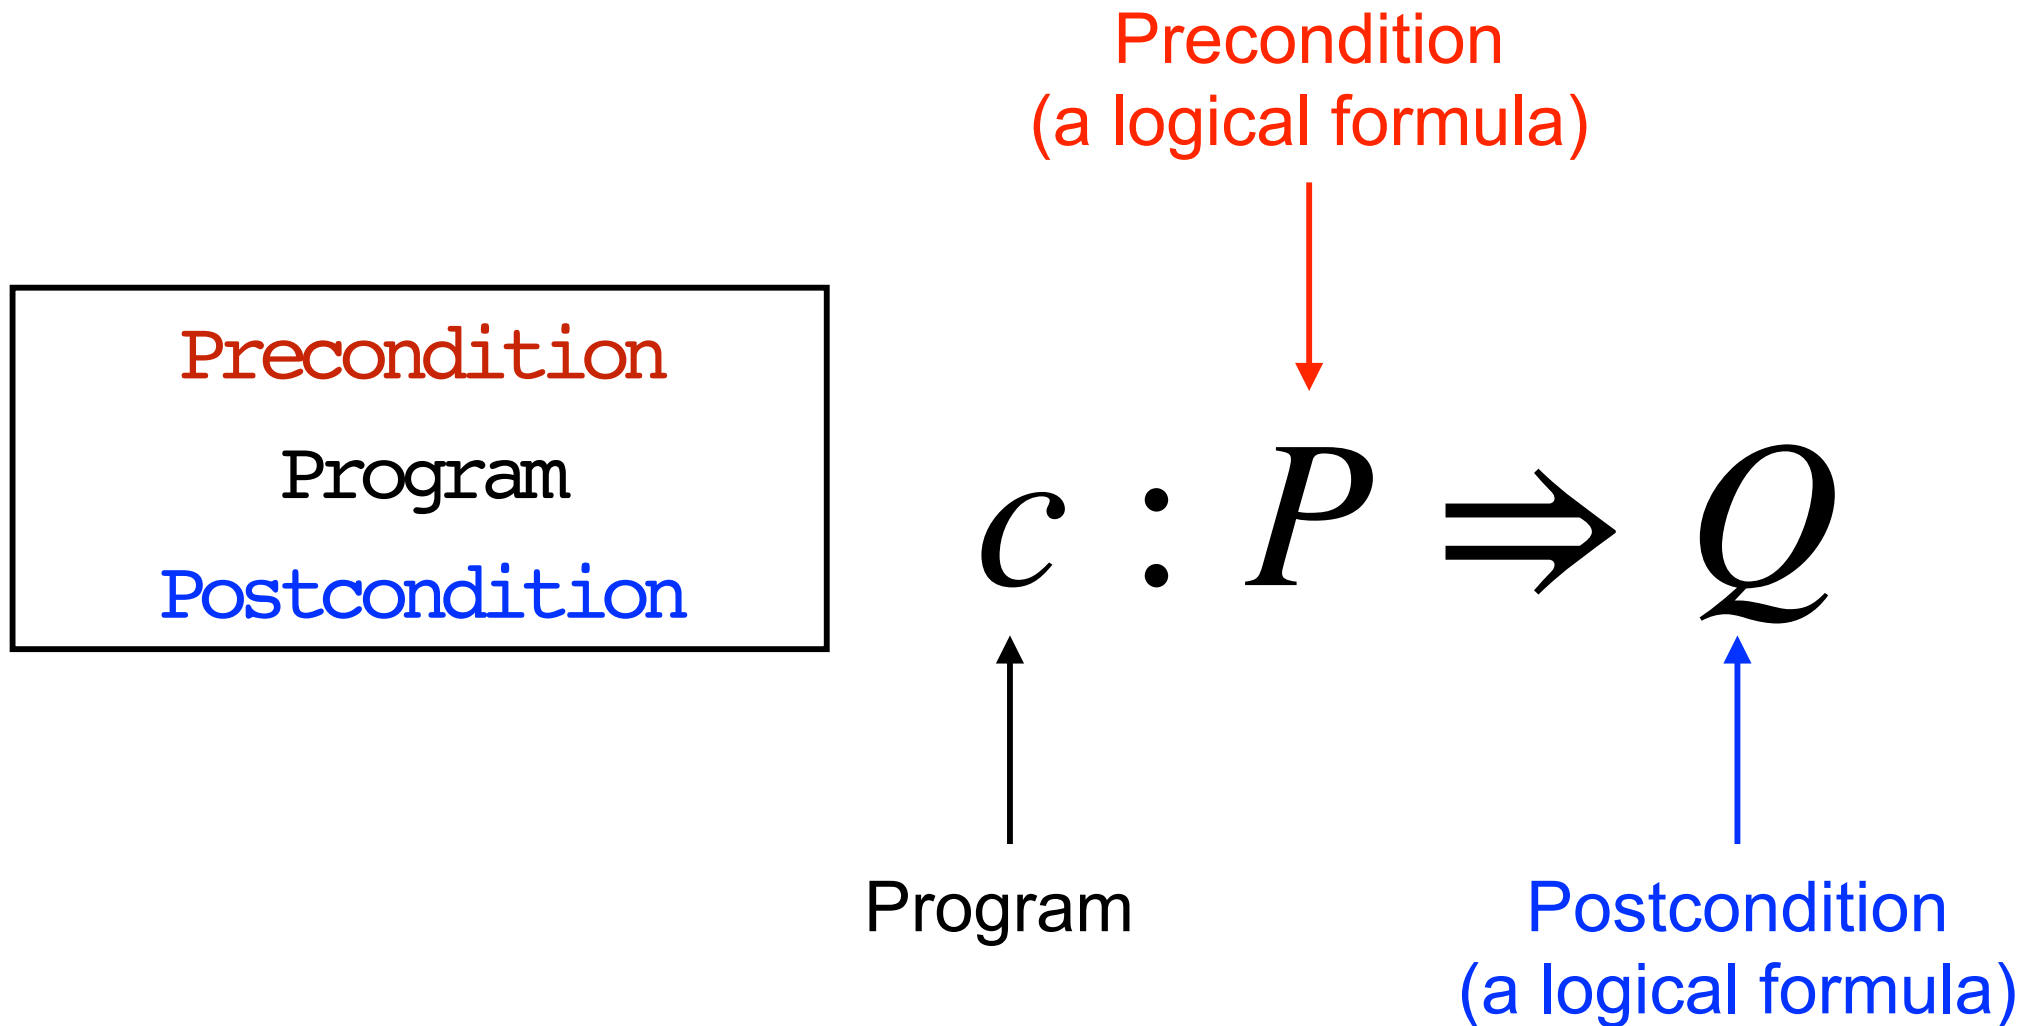 Precondition
(a logical formula)
Precondition
Program
Postcondition
c : P ⇒ Q
Program
Postcondition
(a logical formula)